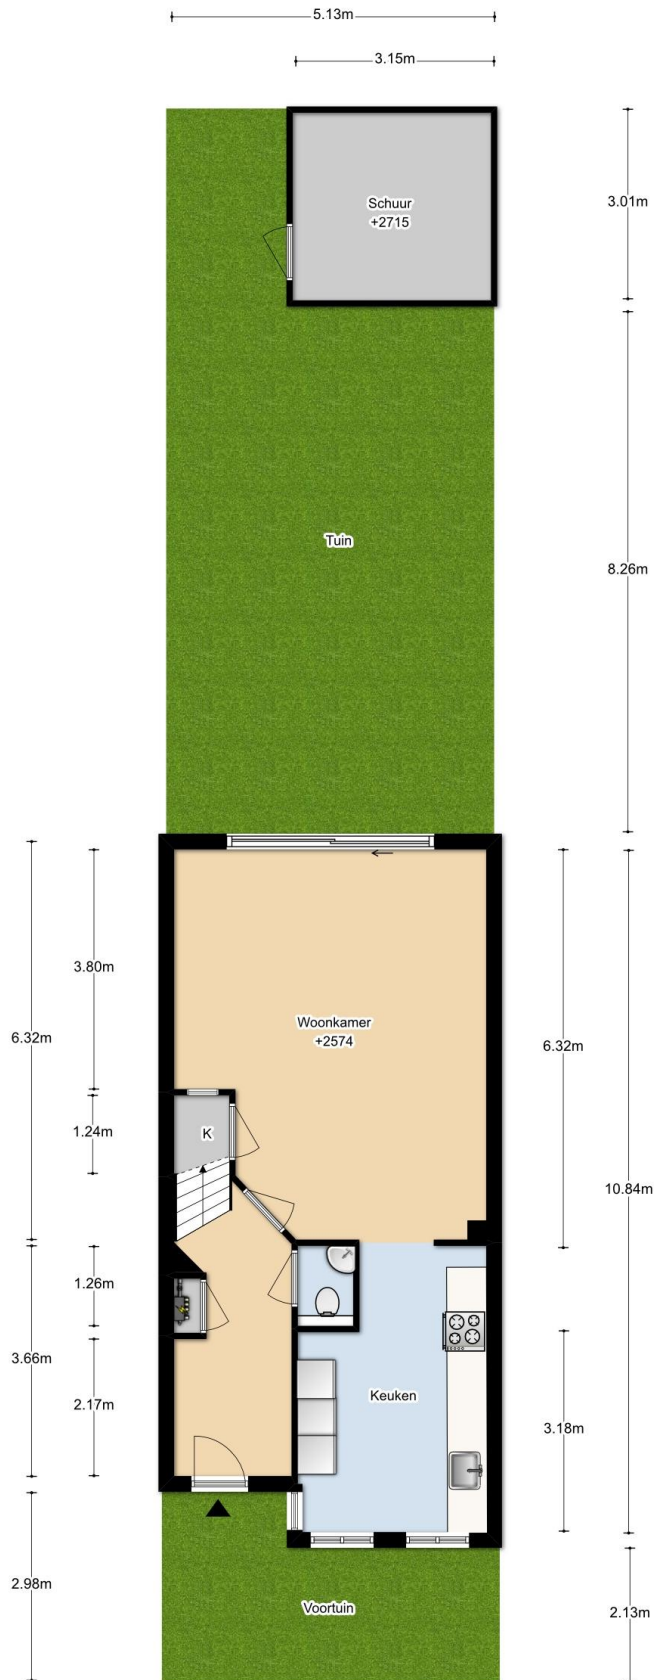 5.13m
3.15m
Schuur
+2715
3.01m
Tuin
8.26m
3.80m
Woonkamer
+2574
6.32m
6.32m
K
1.24m
10.84m
1.26m
3.66m
Keuken
2.17m
3.18m
2.98m
Voortuin
2.13m